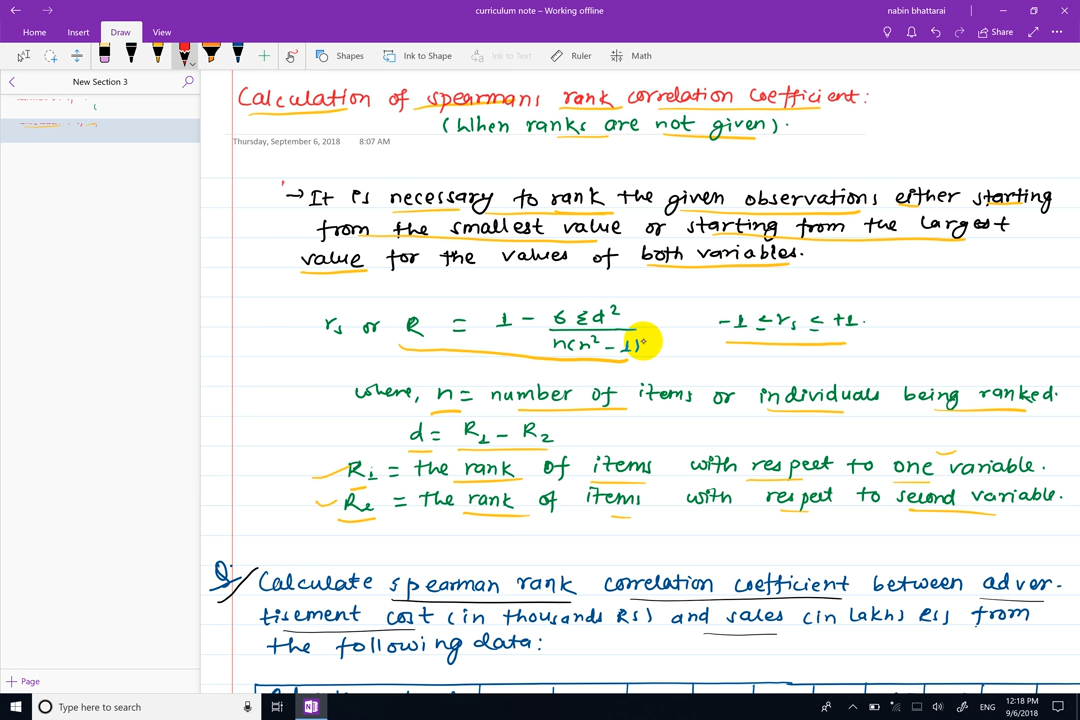 curriculum note – Working offline
nabin bhattarai
Home Insert Draw View
Share
Shapes Ink to Shape Ink to Text Ruler Math
New Section 3
Calculation of spearmans rank correlation coefficient:
(When ranks are not given).
Thursday, September 6, 2018 8:07 AM
→ It is necessary to rank the given observations either starting
from the smallest value or starting from the largest
value for the values of both variables.
rs or R = 1 - 6 Σd² / n(n² - 1) -1 ≤ rs ≤ +1.
where, n = number of items or individuals being ranked.
d = R1 - R2
R1 = the rank of items with respect to one variable.
R2 = the rank of items with respect to second variable.
Q Calculate spearman rank correlation coefficient between adver-
tisement cost (in thousands Rs) and sales (in lakhs Rs) from
the following data:
Page
Type here to search
ENG
12:18 PM
9/6/2018